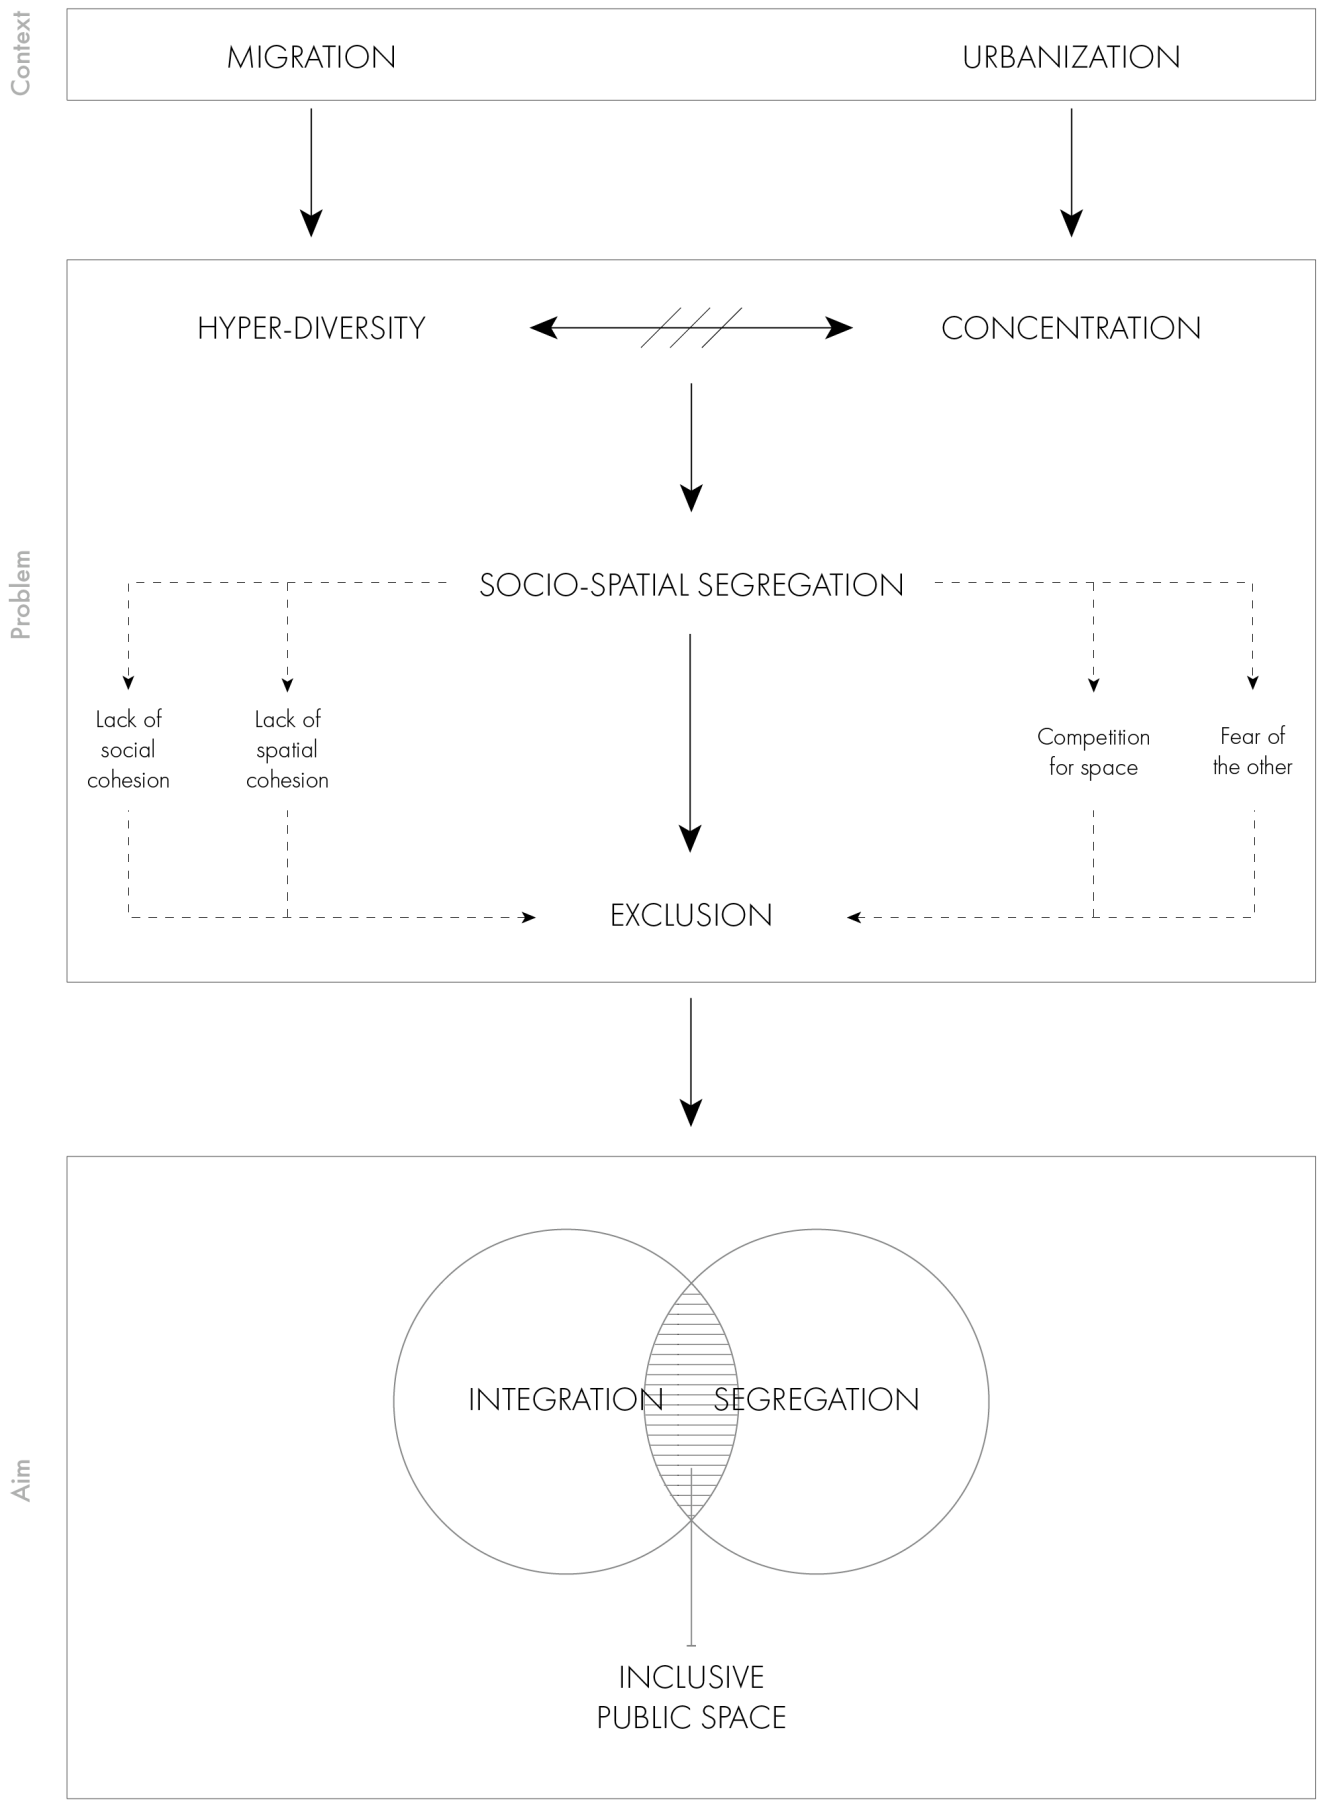 Context
MIGRATION
URBANIZATION
Problem
HYPER-DIVERSITY
CONCENTRATION
SOCIO-SPATIAL SEGREGATION
Lack of
social
cohesion
Lack of
spatial
cohesion
Competition
for space
Fear of
the other
EXCLUSION
Aim
INTEGRATION
SEGREGATION
INCLUSIVE
PUBLIC SPACE